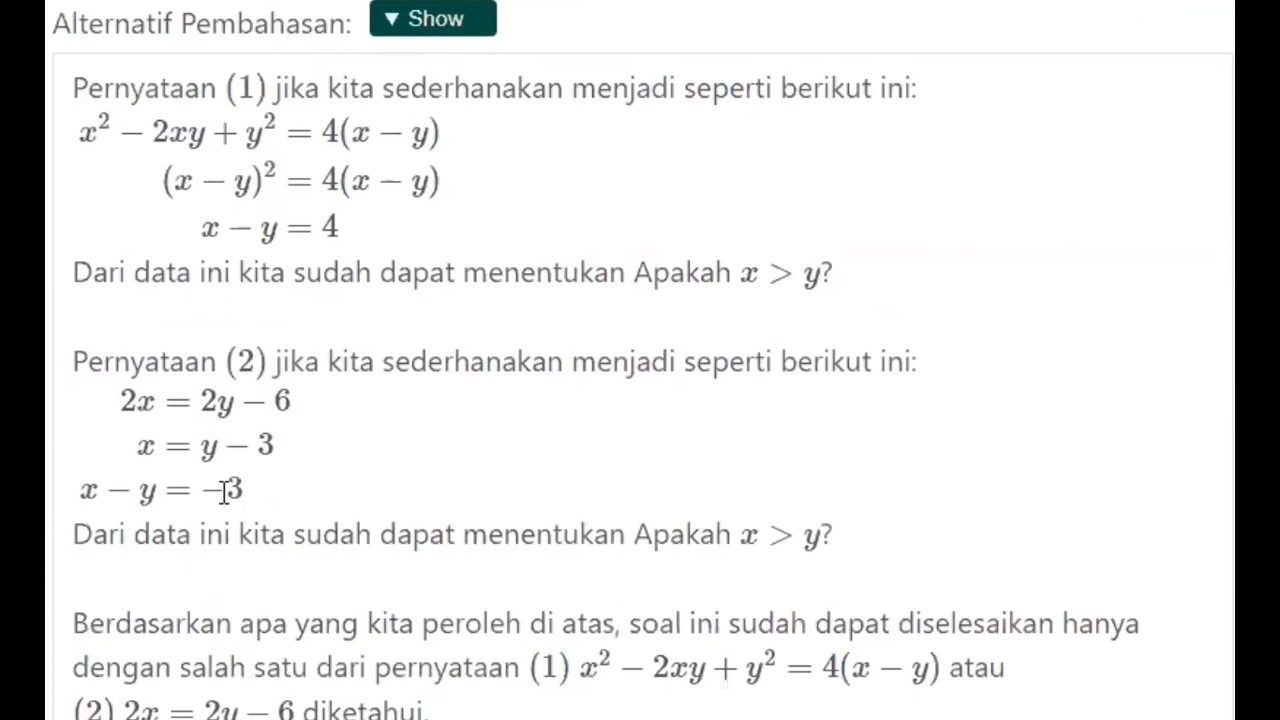 Alternatif Pembahasan: ▼ Show
Pernyataan (1) jika kita sederhanakan menjadi seperti berikut ini:
x² − 2xy + y² = 4(x − y)
(x − y)² = 4(x − y)
x − y = 4
Dari data ini kita sudah dapat menentukan Apakah x > y?
Pernyataan (2) jika kita sederhanakan menjadi seperti berikut ini:
2x = 2y − 6
x = y − 3
x − y = −3
Dari data ini kita sudah dapat menentukan Apakah x > y?
Berdasarkan apa yang kita peroleh di atas, soal ini sudah dapat diselesaikan hanya
dengan salah satu dari pernyataan (1) x² − 2xy + y² = 4(x − y) atau
(2) 2x = 2y − 6 diketahui.